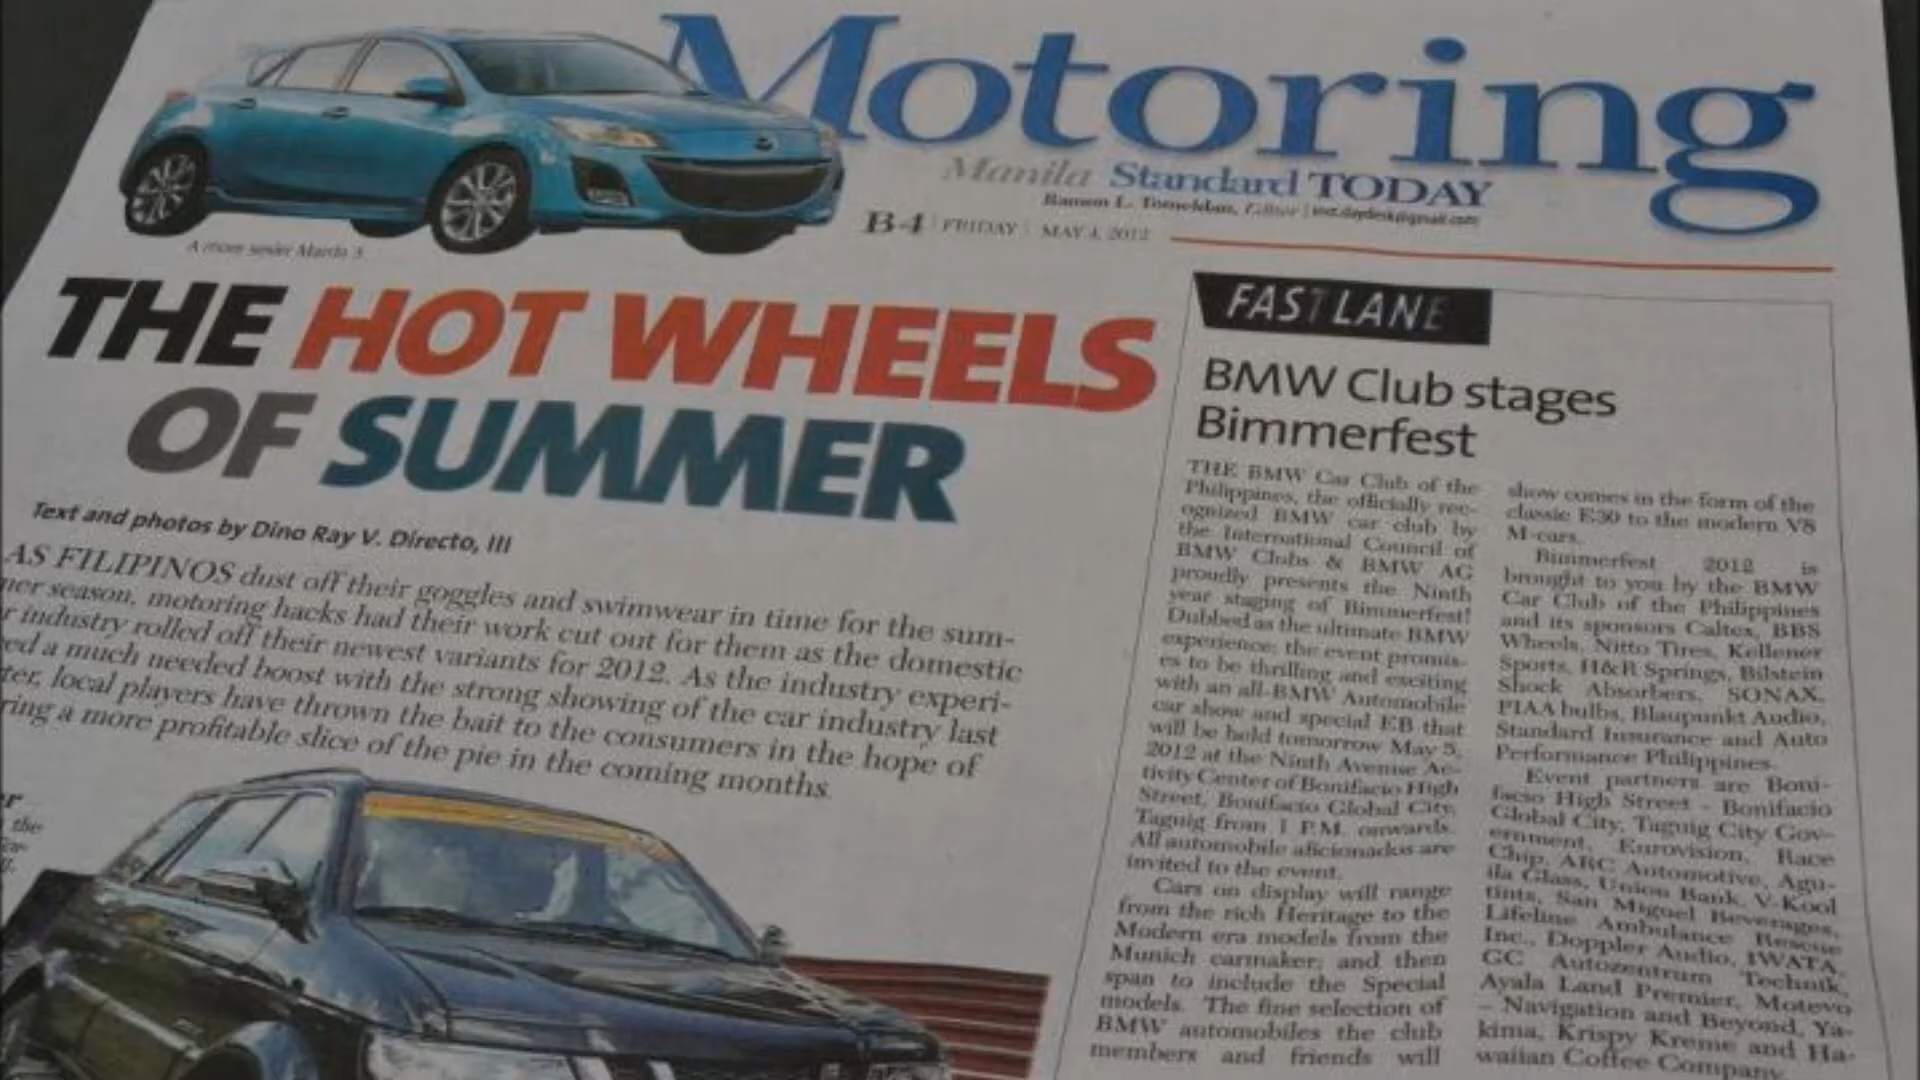 Motoring
Manila Standard TODAY
Ramon L. Tomeldan, Editor | mst.daydesk@gmail.com
B4 | FRIDAY | MAY 4, 2012
A more sexier Mazda 3
THE HOT WHEELS
OF SUMMER
Text and photos by Dino Ray V. Directo, III
AS FILIPINOS dust off their goggles and swimwear in time for the sum-
mer season, motoring hacks had their work cut out for them as the domestic
industry rolled off their newest variants for 2012. As the industry experi-
a much needed boost with the strong showing of the car industry last
local players have thrown the bait to the consumers in the hope of
a more profitable slice of the pie in the coming months.
the
FASTLANE
BMW Club stages
Bimmerfest
THE BMW Car Club of the
Philippines, the officially rec-
ognized BMW car club by
the International Council of
BMW Clubs & BMW AG
proudly presents the Ninth
year staging of Bimmerfest!
Dubbed as the ultimate BMW
experience; the event promis-
es to be thrilling and exciting
with an all-BMW Automobile
car show and special EB that
will be held tomorrow May 5,
2012 at the Ninth Avenue Ac-
tivity Center of Bonifacio High
Street, Bonifacio Global City,
Taguig from 1 P.M. onwards.
All automobile aficionados are
invited to the event.
Cars on display will range
from the rich Heritage to the
Modern era models from the
Munich carmaker; and then
span to include the Special
models. The fine selection of
BMW automobiles the club
members and friends will
show comes in the form of the
classic E30 to the modern V8
M-cars.
Bimmerfest 2012 is
brought to you by the BMW
Car Club of the Philippines
and its sponsors Caltex, BBS
Wheels, Nitto Tires, Kellener
Sports, H&R Springs, Bilstein
Shock Absorbers, SONAX,
PIAA bulbs, Blaupunkt Audio,
Standard Insurance and Auto
Performance Philippines.
Event partners are Boni-
facio High Street – Bonifacio
Global City, Taguig City Gov-
ernment, Eurovision, Race
Chip, ARC Automotive, Agu-
ila Glass, Union Bank, V-Kool
tints, San Miguel Beverages,
Lifeline Ambulance Rescue
Inc., Doppler Audio, IWATA,
GC Autozentrum Technik,
Ayala Land Premier, Motevo
– Navigation and Beyond, Ya-
kima, Krispy Kreme and Ha-
waiian Coffee Company.